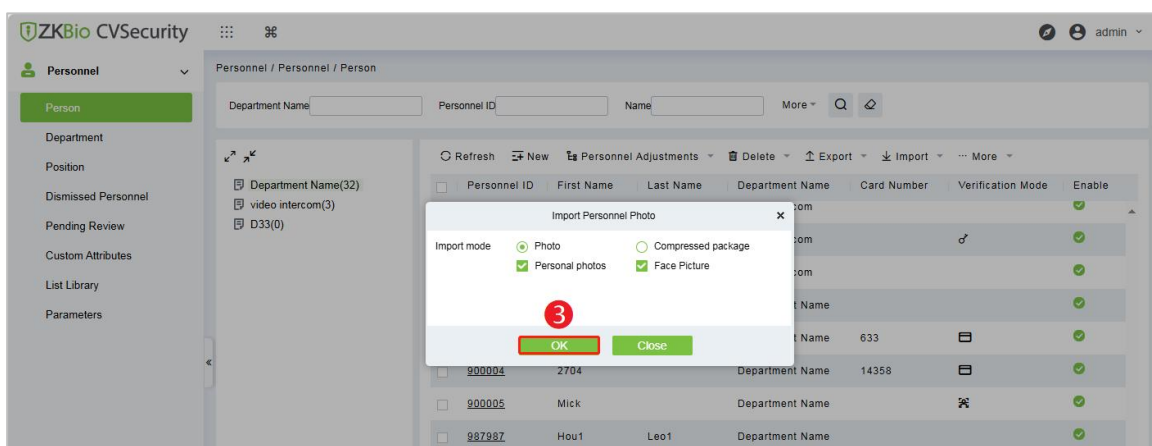 ZKBio CVSecurity
admin
Personnel
Personnel / Personnel / Person
Person
Department
Position
Dismissed Personnel
Pending Review
Custom Attributes
List Library
Parameters
Department Name
Personnel ID
Name
More
Department Name(32)
video intercom(3)
D33(0)
Refresh New Personnel Adjustments Delete Export Import ··· More
Personnel ID First Name Last Name Department Name Card Number Verification Mode Enable
com
com
com
t Name
t Name 633
900004 2704 Department Name 14358
900005 Mick Department Name
987987 Hou1 Leo1 Department Name
Import Personnel Photo ×
Import mode Photo Compressed package
Personal photos Face Picture
3
OK Close